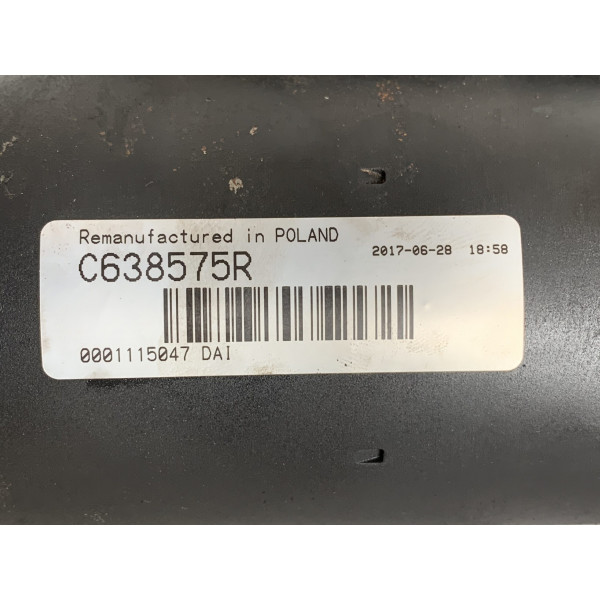 Remanufactured in POLAND
2017-06-28 18:58
C638575R
0001115047 DAI